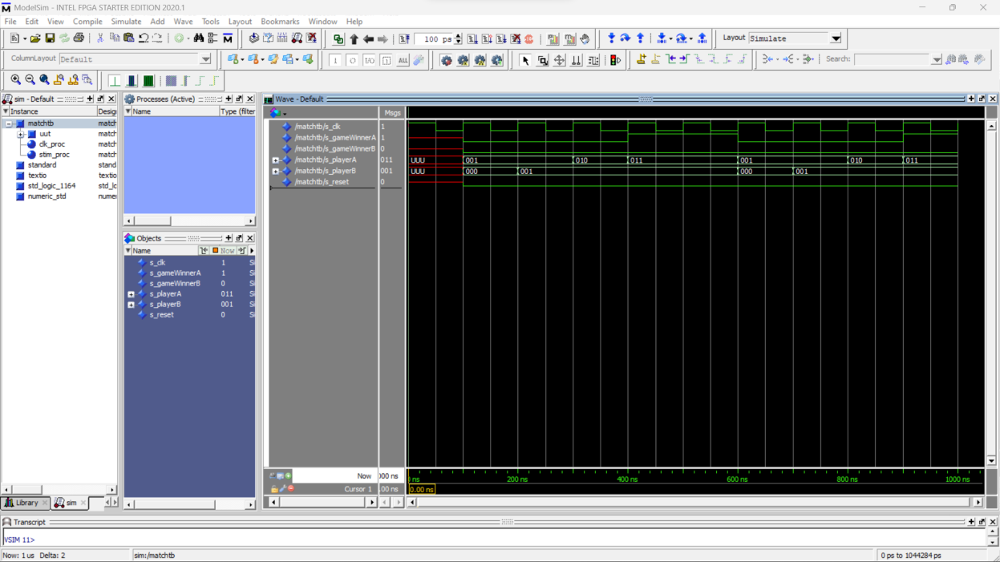 ModelSim - INTEL FPGA STARTER EDITION 2020.1
File Edit View Compile Simulate Add Wave Tools Layout Bookmarks Window Help
100 ps
Layout Simulate
ColumnLayout Default
ALL
Search:
sim - Default
Instance Desig
matchtb match
uut match
clk_proc match
stim_proc match
standard stand
textio textio
std_logic_1164 std_lc
numeric_std numer
Library
sim
Processes (Active)
Name Type (filter
Objects
Name Now
s_clk 1 Si
s_gameWinnerA 1 Si
s_gameWinnerB 0 Si
s_playerA 011 Si
s_playerB 001 Si
s_reset 0 Si
Wave - Default
Msgs
/matchtb/s_clk 1
/matchtb/s_gameWinnerA 1
/matchtb/s_gameWinnerB 0
/matchtb/s_playerA 011 UUU 001 010 011 001 010 011
/matchtb/s_playerB 001 UUU 000 001 000 001
/matchtb/s_reset 0
Now 000 ns ns 200 ns 400 ns 600 ns 800 ns 1000 ns
Cursor 1 .00 ns 0.00 ns
Transcript
VSIM 11>
Now: 1 us Delta: 2 sim:/matchtb 0 ps to 1044284 ps